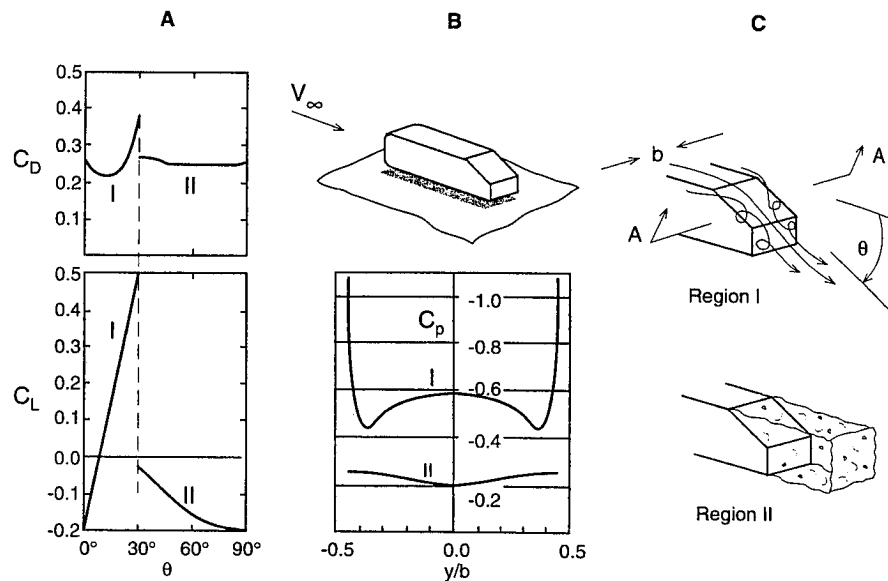 A
B
C
0.5
0.4
0.3
C_D
0.2
0.1
I
II
0.5
0.4
0.3
0.2
C_L
0.1
0.0
-0.1
-0.2
I
II
0° 30° 60° 90°
θ
V∞
-1.0
C_p
-0.8
I
-0.6
-0.4
II
-0.2
-0.5 0.0 0.5
y/b
b
A
A
θ
Region I
Region II